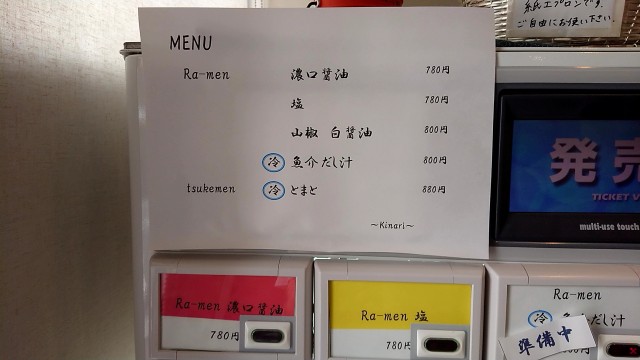 紙エプロンです。
ご自由にお使い下さい。
MENU
Ra-men 濃口醤油 780円
塩 780円
山椒 白醤油 800円
冷 魚介だし汁 800円
tsukemen 冷 とまと 880円
~Kinari~
発売
TICKET V
multi-use touch
Ra-men 濃口醤油
780円
Ra-men 塩
780円
Ra-men
冷 魚介だし汁
準備中